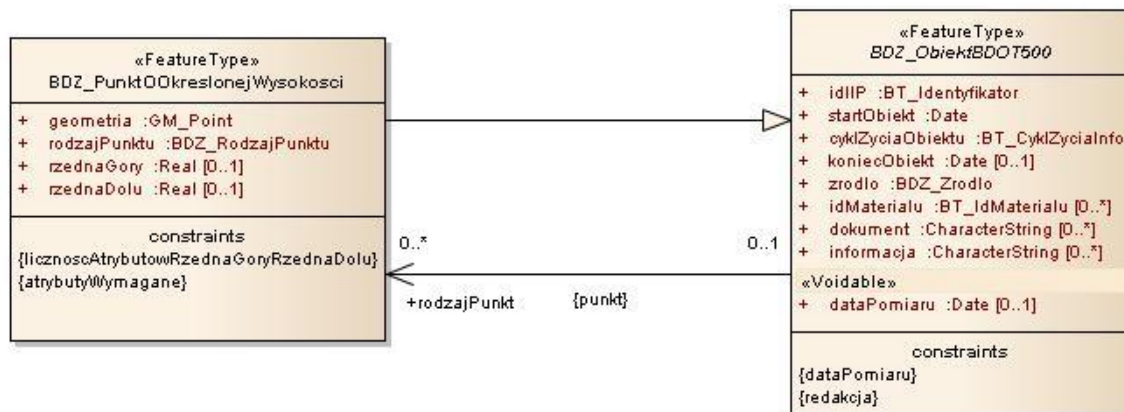 «FeatureType»
BDZ_PunktOOkreslonejWysokosci
+ geometria :GM_Point
+ rodzajPunktu :BDZ_RodzajPunktu
+ rzednaGory :Real [0..1]
+ rzednaDolu :Real [0..1]
constraints
{licznoscAtrybutowRzednaGoryRzednaDolu}
{atrybutyWymagane}
0..*
0..1
+rodzajPunkt
{punkt}
«FeatureType»
BDZ_ObiektBDOT500
+ idIIP :BT_Identyfikator
+ startObiekt :Date
+ cyklZyciaObiektu :BT_CyklZyciaInfo
+ koniecObiekt :Date [0..1]
+ zrodlo :BDZ_Zrodlo
+ idMaterialu :BT_IdMaterialu [0..*]
+ dokument :CharacterString [0..*]
+ informacja :CharacterString [0..*]
«Voidable»
+ dataPomiaru :Date [0..1]
constraints
{dataPomiaru}
{redakcja}